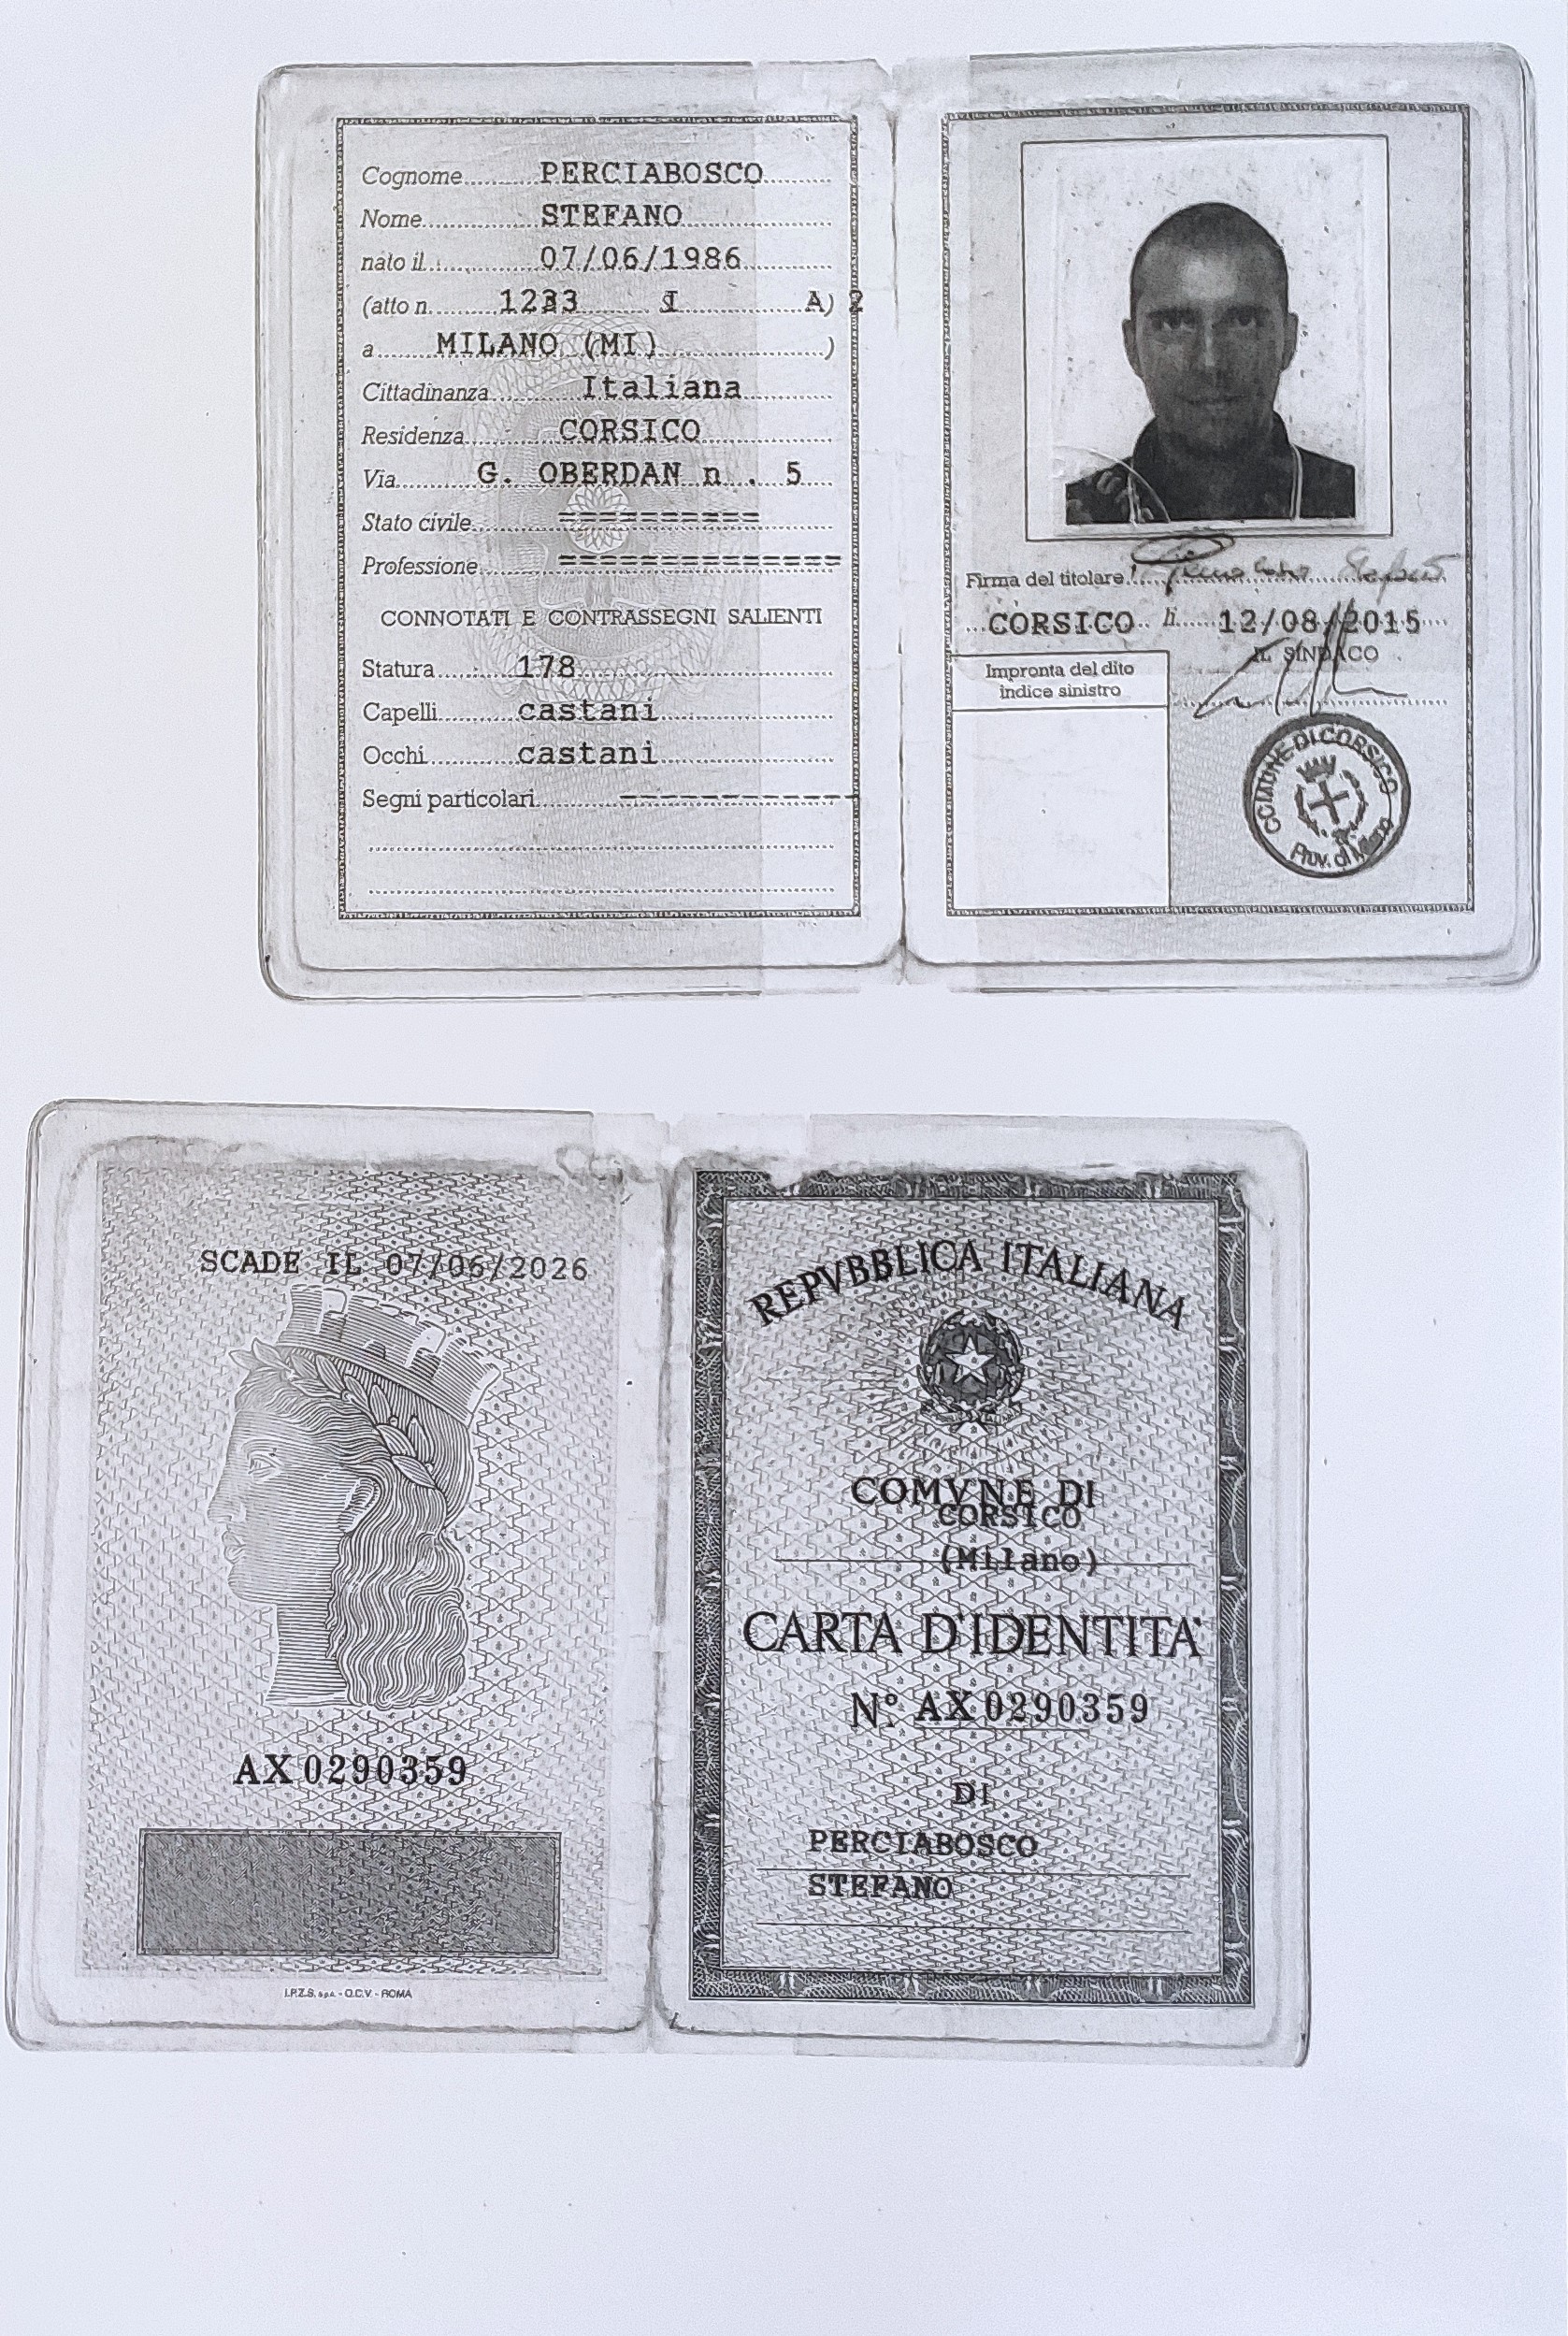 Cognome PERCIABOSCO
Nome STEFANO
nato il 07/06/1986
(atto n. I A) 2
a MILANO (MI) )
Cittadinanza Italiana
Residenza CORSICO
Via G. OBERDAN n . 5
Stato civile ==========
Professione ==============
CONNOTATI E CONTRASSEGNI SALIENTI
Statura 178
Capelli castani
Occhi castani
Segni particolari
Firma del titolare
CORSICO li 12/08/2015
IL SINDACO
Impronta del dito
indice sinistro
COMUNE DI CORSICO
Prov. di Milano
SCADE IL 07/06/2026
AX 0290359
I.P.Z.S. s.p.a. - O.C.V. - ROMA
REPVBBLICA ITALIANA
COMVNE DI
CORSICO
(Milano)
CARTA D'IDENTITA'
N° AX 0290359
DI
PERCIABOSCO
STEFANO